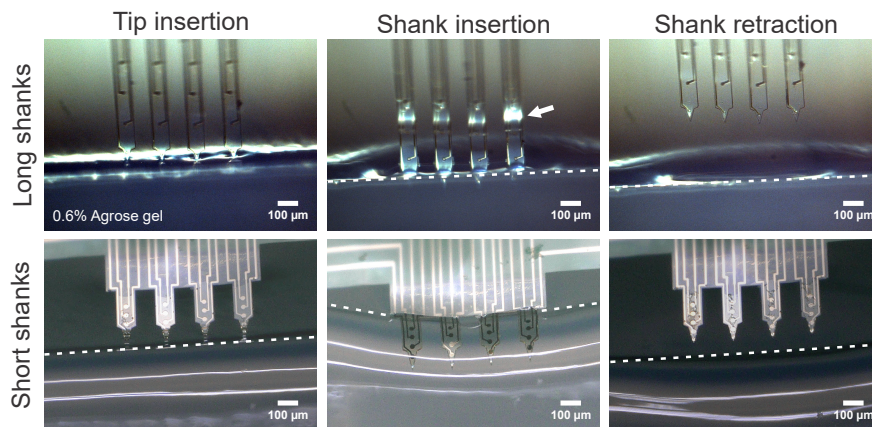 Tip insertion
Shank insertion
Shank retraction
Long shanks
0.6% Agrose gel
100 µm
100 µm
100 µm
Short shanks
100 µm
100 µm
100 µm